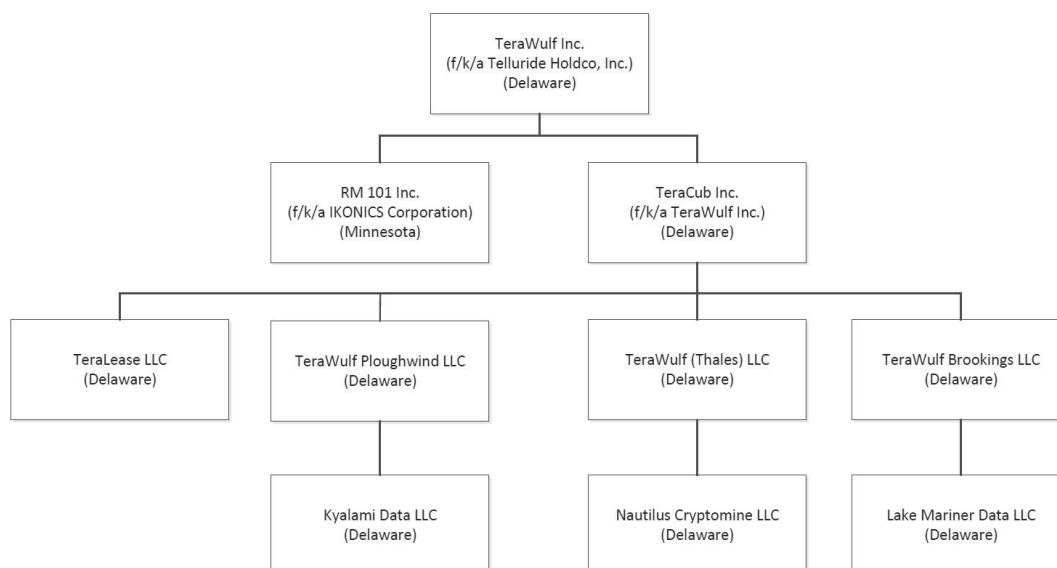 TeraWulf Inc.
(f/k/a Telluride Holdco, Inc.)
(Delaware)
RM 101 Inc.
(f/k/a IKONICS Corporation)
(Minnesota)
TeraCub Inc.
(f/k/a TeraWulf Inc.)
(Delaware)
TeraLease LLC
(Delaware)
TeraWulf Ploughwind LLC
(Delaware)
TeraWulf (Thales) LLC
(Delaware)
TeraWulf Brookings LLC
(Delaware)
Kyalami Data LLC
(Delaware)
Nautilus Cryptomine LLC
(Delaware)
Lake Mariner Data LLC
(Delaware)